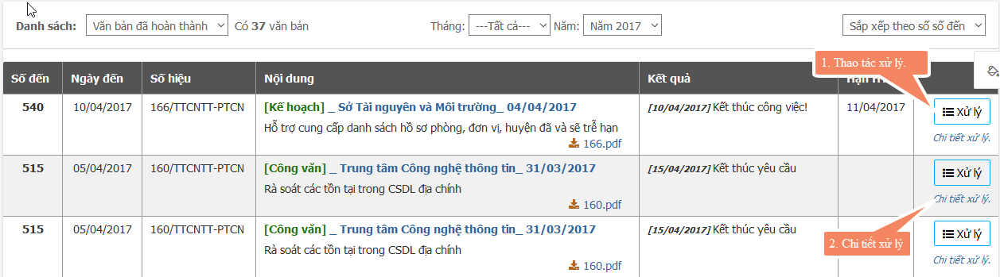 Danh sách: Văn bản đã hoàn thành Có 37 văn bản Tháng: ---Tất cả--- Năm: Năm 2017 Sắp xếp theo số số đến
1. Thao tác xử lý.
Số đến Ngày đến Số hiệu Nội dung Kết quả Hạn
540 10/04/2017 166/TTCNTT-PTCN [Kế hoạch] _ Sở Tài nguyên và Môi trường_ 04/04/2017 [10/04/2017] Kết thúc công việc! 11/04/2017 Xử lý
Hỗ trợ cung cấp danh sách hồ sơ phòng, đơn vị, huyện đã và sẽ trễ hạn
Chi tiết xử lý.
166.pdf
515 05/04/2017 160/TTCNTT-PTCN [Công văn] _ Trung tâm Công nghệ thông tin_ 31/03/2017 [15/04/2017] Kết thúc yêu cầu Xử lý
Rà soát các tồn tại trong CSDL địa chính
Chi tiết xử lý.
160.pdf
515 05/04/2017 160/TTCNTT-PTCN [Công văn] _ Trung tâm Công nghệ thông tin_ 31/03/2017 [15/04/2017] Kết thúc yêu cầu Xử lý
2. Chi tiết xử lý
Rà soát các tồn tại trong CSDL địa chính
Chi tiết xử lý.
160.pdf